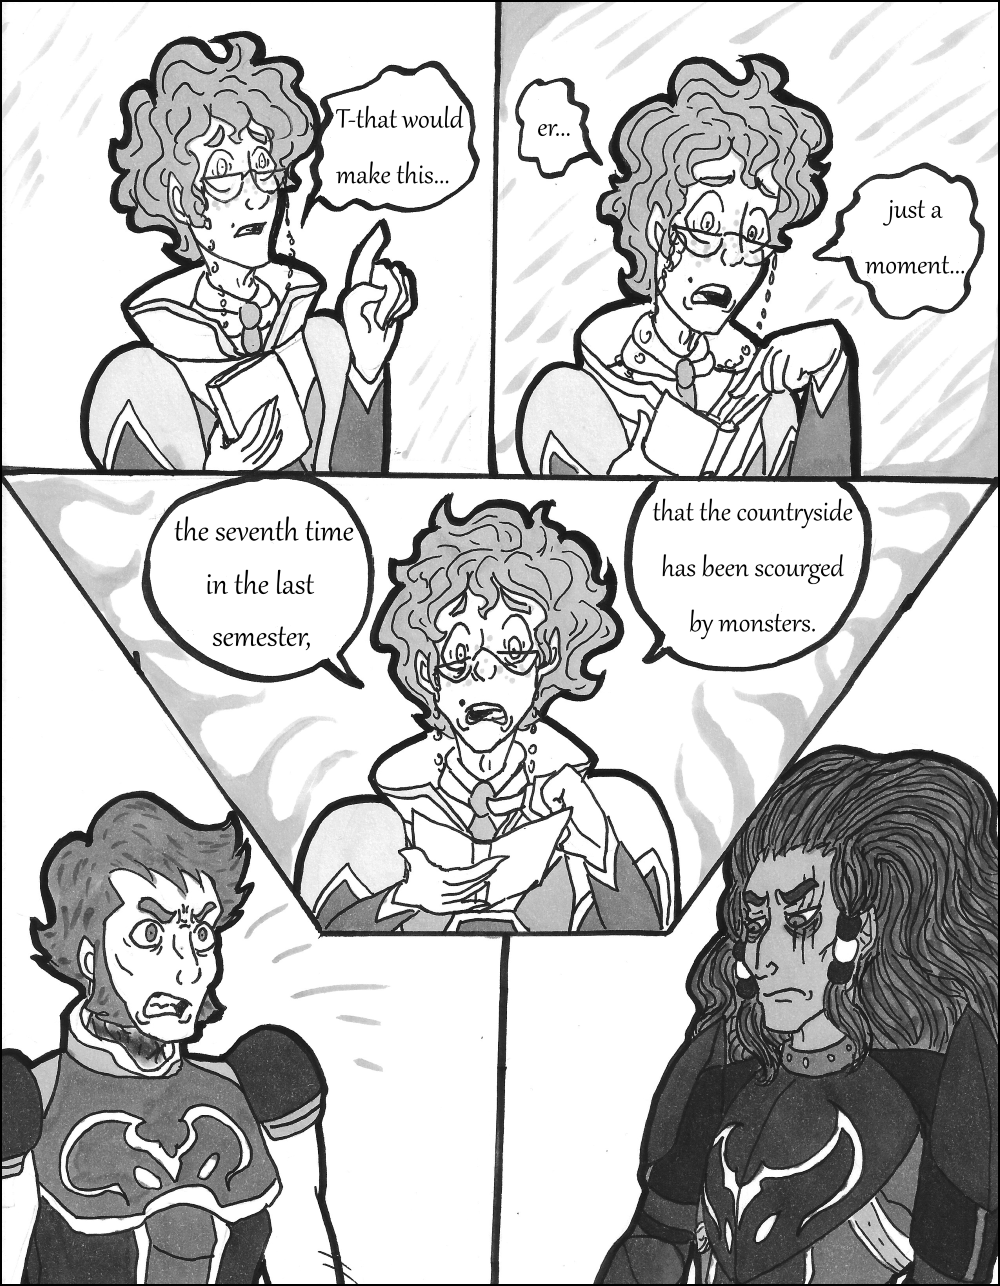 T-that would
make this...
er...
just a
moment...
the seventh time
in the last
semester,
that the countryside
has been scourged
by monsters.